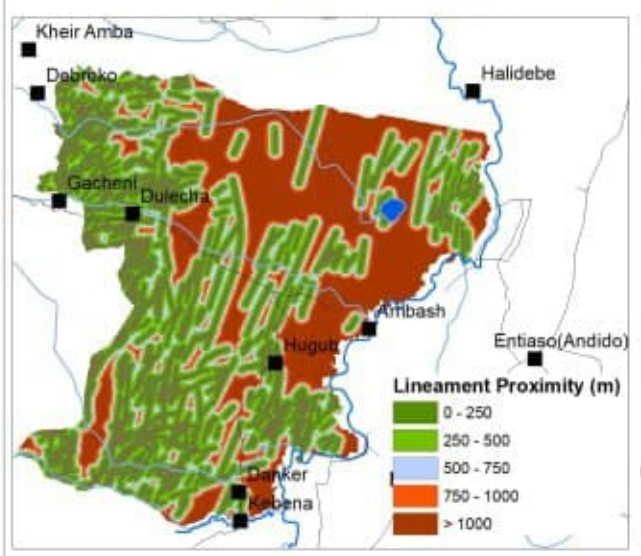 Kheir Amba
Debreko
Halidebe
Gacheni
Dulecha
Ambash
Entiaso(Andido)
Hugub
Lineament Proximity (m)
0 - 250
250 - 500
500 - 750
750 - 1000
> 1000
Danker
Kebena